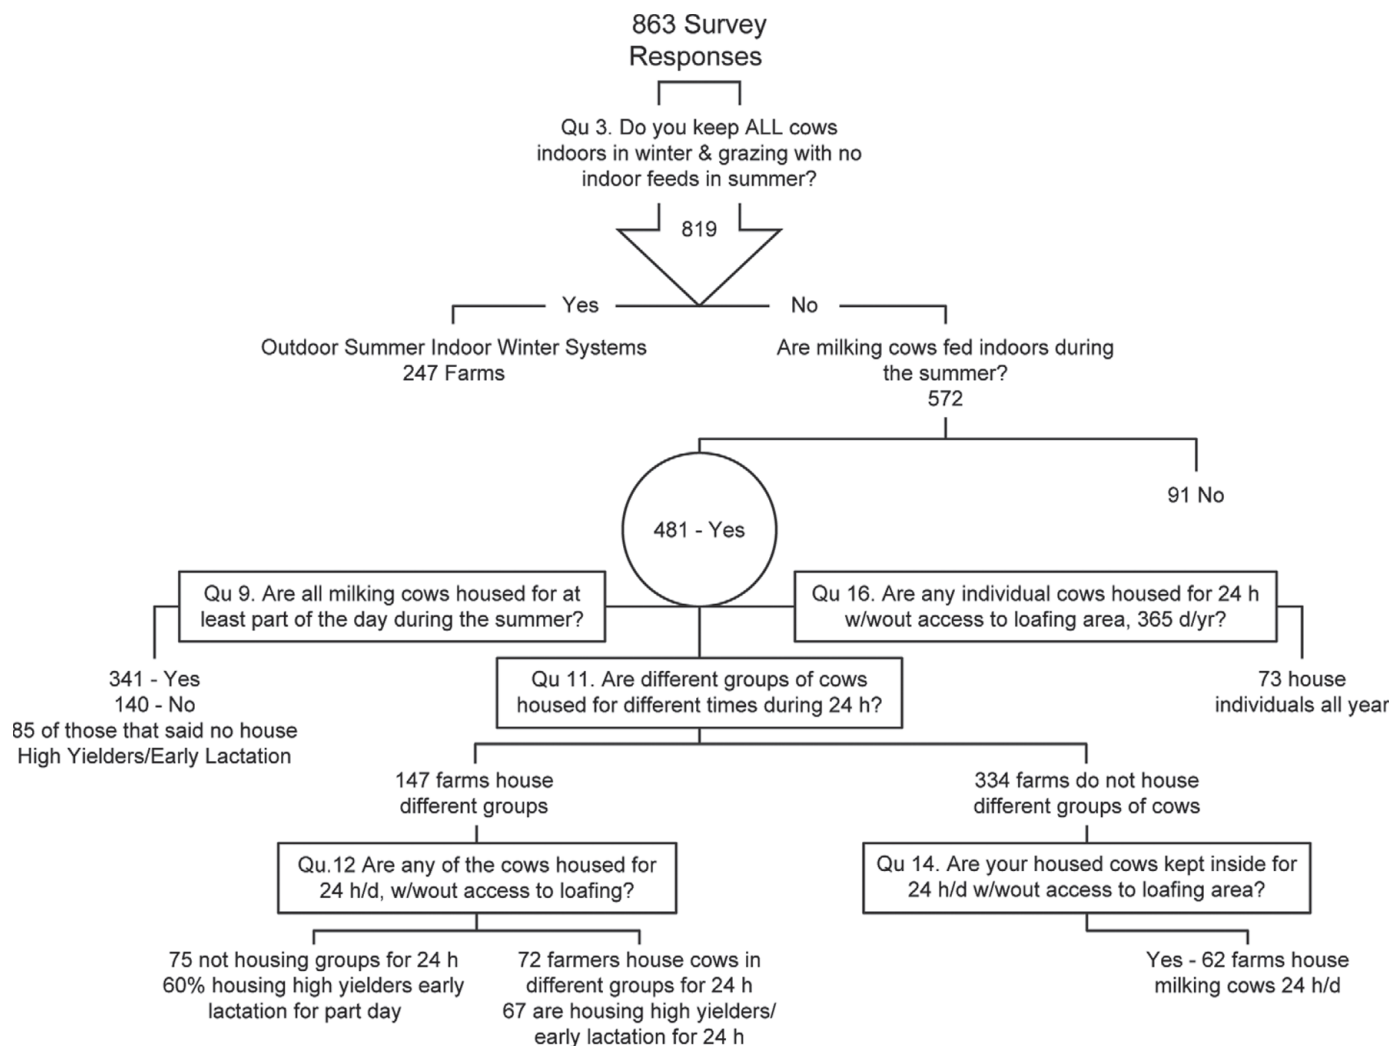 863 Survey
Responses
Qu 3. Do you keep ALL cows
indoors in winter & grazing with no
indoor feeds in summer?
819
Yes
No
Outdoor Summer Indoor Winter Systems
247 Farms
Are milking cows fed indoors during
the summer?
572
91 No
481 - Yes
Qu 9. Are all milking cows housed for at
least part of the day during the summer?
Qu 16. Are any individual cows housed for 24 h
w/wout access to loafing area, 365 d/yr?
341 - Yes
140 - No
85 of those that said no house
High Yielders/Early Lactation
Qu 11. Are different groups of cows
housed for different times during 24 h?
73 house
individuals all year
147 farms house
different groups
334 farms do not house
different groups of cows
Qu.12 Are any of the cows housed for
24 h/d, w/wout access to loafing?
Qu 14. Are your housed cows kept inside for
24 h/d w/wout access to loafing area?
75 not housing groups for 24 h
60% housing high yielders early
lactation for part day
72 farmers house cows in
different groups for 24 h
67 are housing high yielders/
early lactation for 24 h
Yes - 62 farms house
milking cows 24 h/d